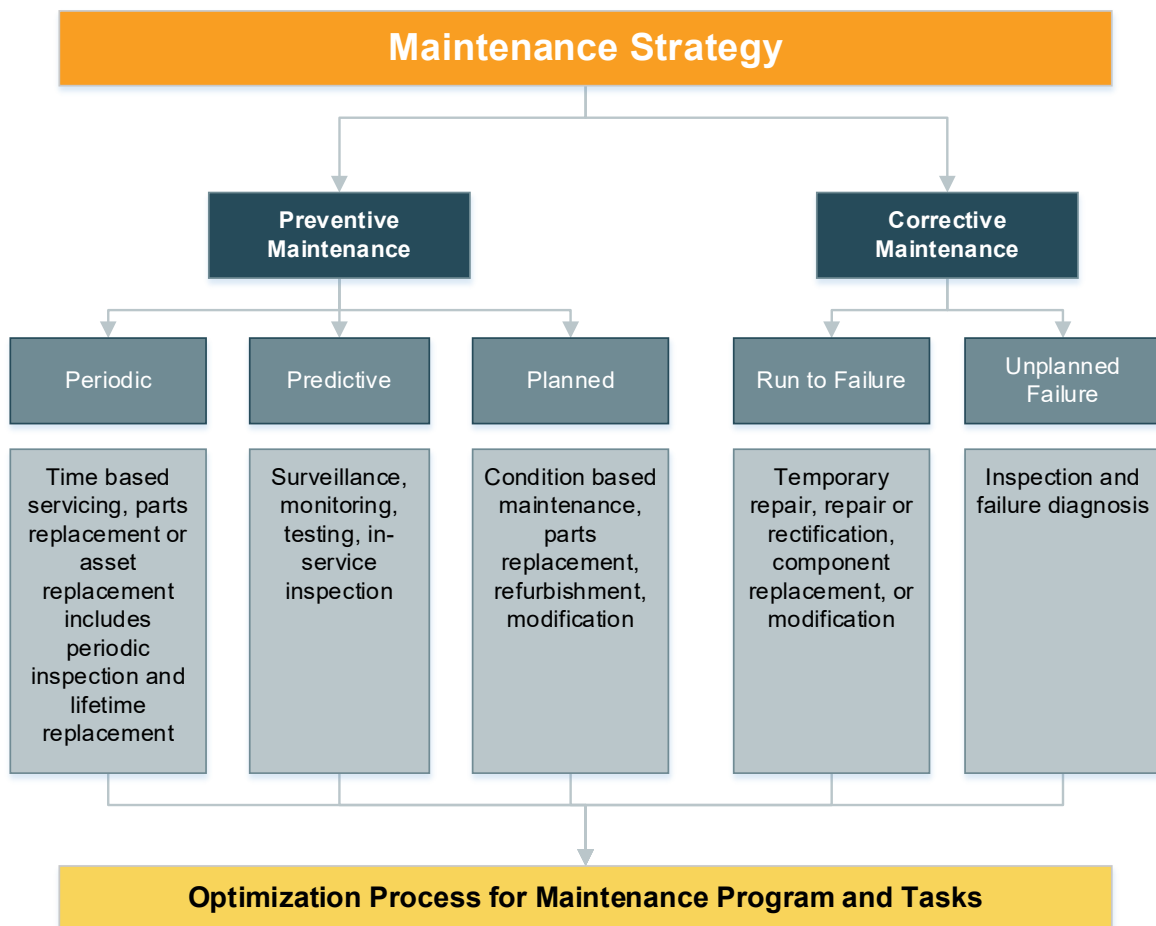 Maintenance Strategy
Preventive
Maintenance
Corrective
Maintenance
Periodic
Predictive
Planned
Run to Failure
Unplanned
Failure
Time based
servicing, parts
replacement or
asset
replacement
includes
periodic
inspection and
lifetime
replacement
Surveillance,
monitoring,
testing, in-
service
inspection
Condition based
maintenance,
parts
replacement,
refurbishment,
modification
Temporary
repair, repair or
rectification,
component
replacement, or
modification
Inspection and
failure diagnosis
Optimization Process for Maintenance Program and Tasks